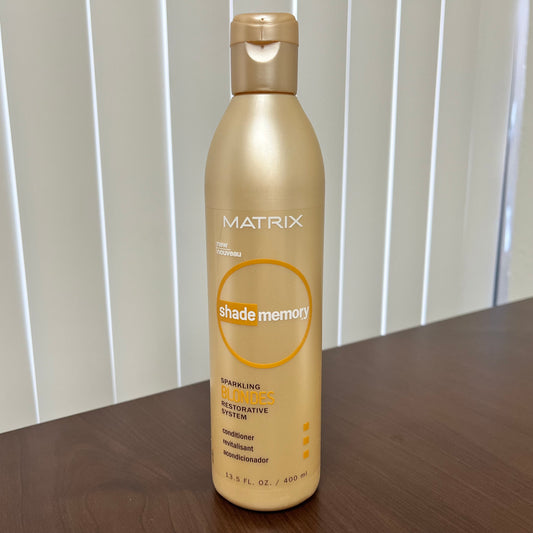 MATRIX
new
nouveau
shade memory
SPARKLING
BLONDES
RESTORATIVE
SYSTEM
conditioner
revitalisant
acondicionador
13.5 FL. OZ. / 400 ml